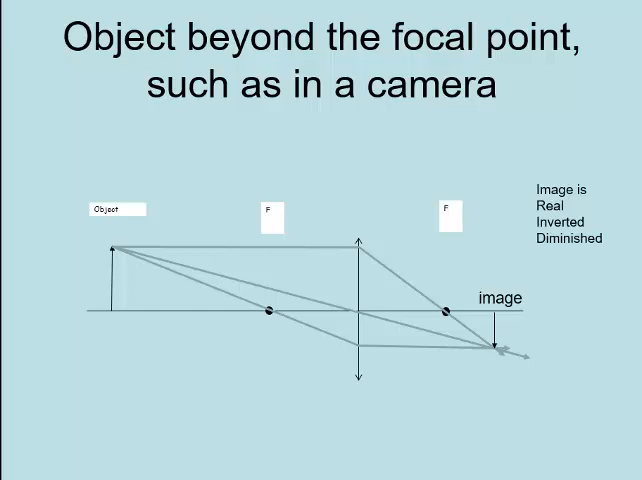 Object beyond the focal point,
such as in a camera
Object
F
F
Image is
Real
Inverted
Diminished
image